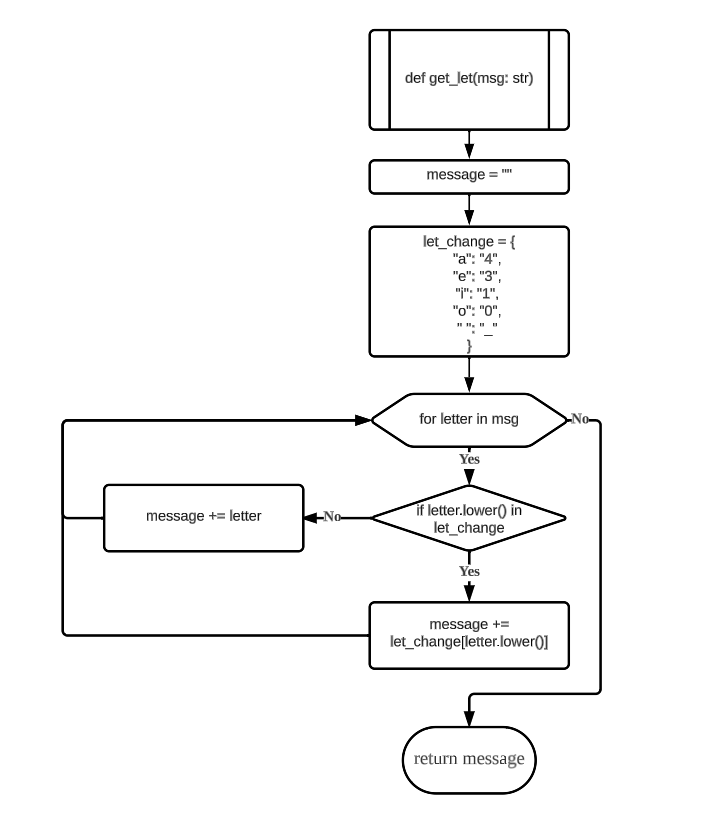 def get_let(msg: str)
message = ""
let_change = {
"a": "4",
"e": "3",
"i": "1",
"o": "0",
" ": "_"
}
for letter in msg
No
Yes
message += letter
No
if letter.lower() in
let_change
Yes
message +=
let_change[letter.lower()]
return message